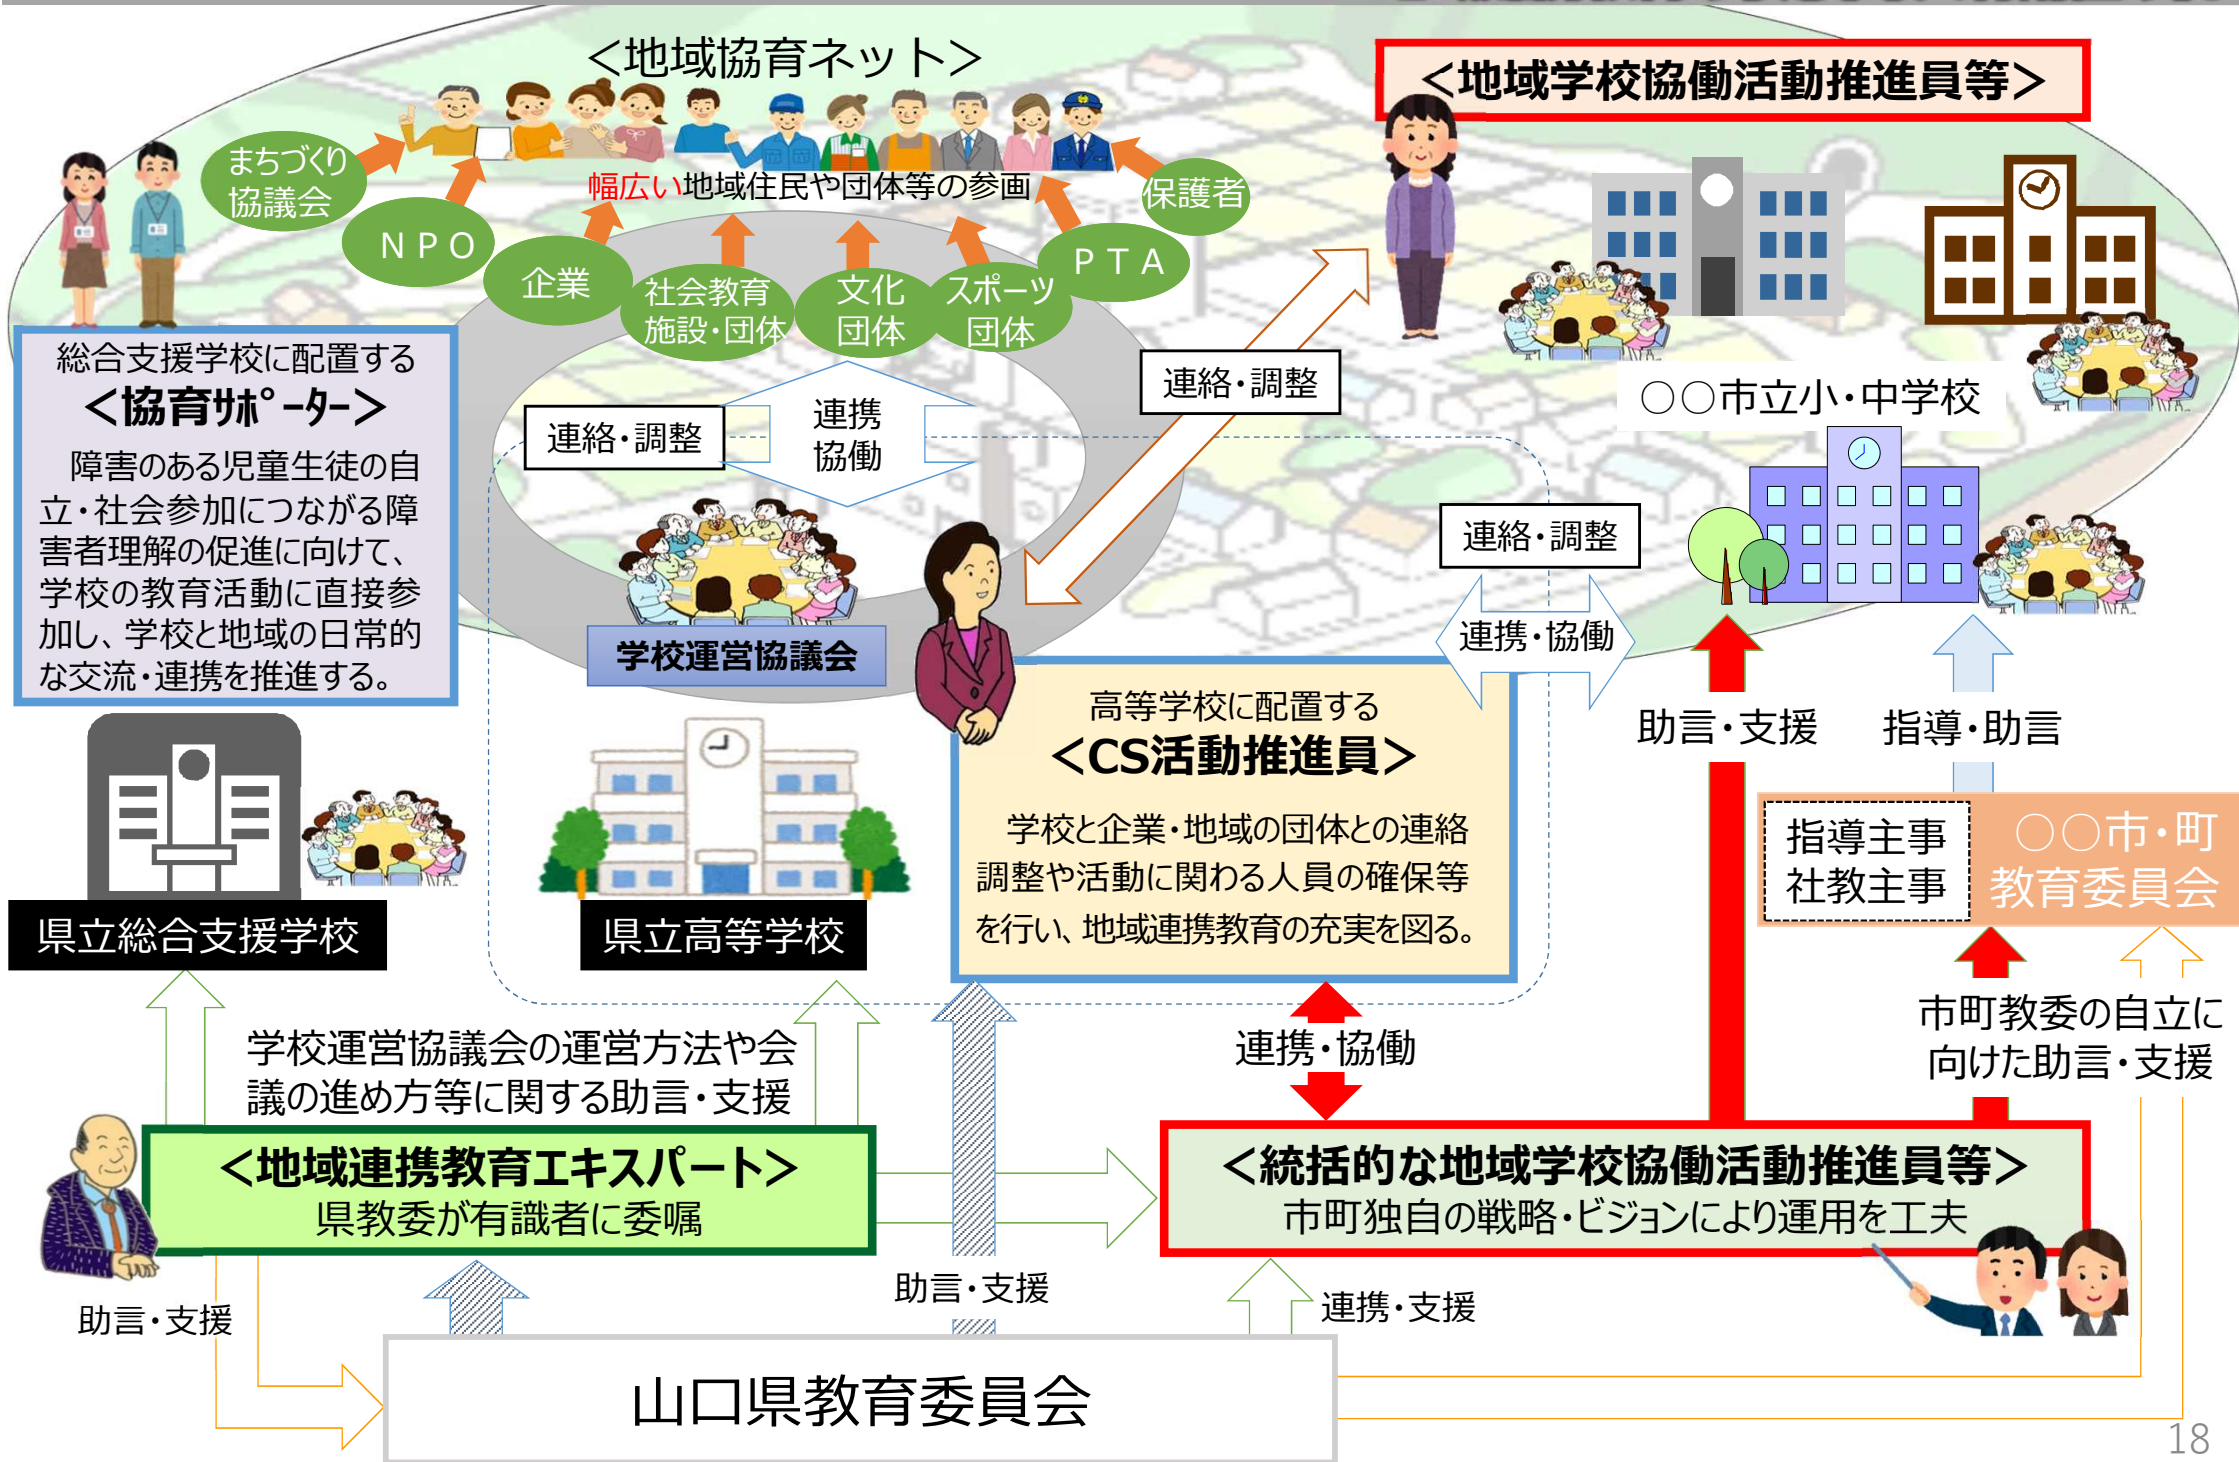 ＜地域協育ネット＞
＜地域学校協働活動推進員等＞
まちづくり
協議会
ＮＰＯ
企業
社会教育
施設・団体
文化
団体
スポーツ
団体
ＰＴＡ
保護者
幅広い地域住民や団体等の参画
連絡・調整
連携
協働
連絡・調整
○○市立小・中学校
総合支援学校に配置する
＜協育ｻﾎﾟｰﾀｰ＞
障害のある児童生徒の自
立・社会参加につながる障
害者理解の促進に向けて、
学校の教育活動に直接参
加し、学校と地域の日常的
な交流・連携を推進する。
学校運営協議会
連絡・調整
連携・協働
高等学校に配置する
＜CS活動推進員＞
学校と企業・地域の団体との連絡
調整や活動に関わる人員の確保等
を行い、地域連携教育の充実を図る。
助言・支援
指導・助言
指導主事
社教主事
○○市・町
教育委員会
県立総合支援学校
県立高等学校
学校運営協議会の運営方法や会
議の進め方等に関する助言・支援
連携・協働
市町教委の自立に
向けた助言・支援
＜地域連携教育エキスパート＞
県教委が有識者に委嘱
＜統括的な地域学校協働活動推進員等＞
市町独自の戦略・ビジョンにより運用を工夫
助言・支援
助言・支援
連携・支援
山口県教育委員会
18